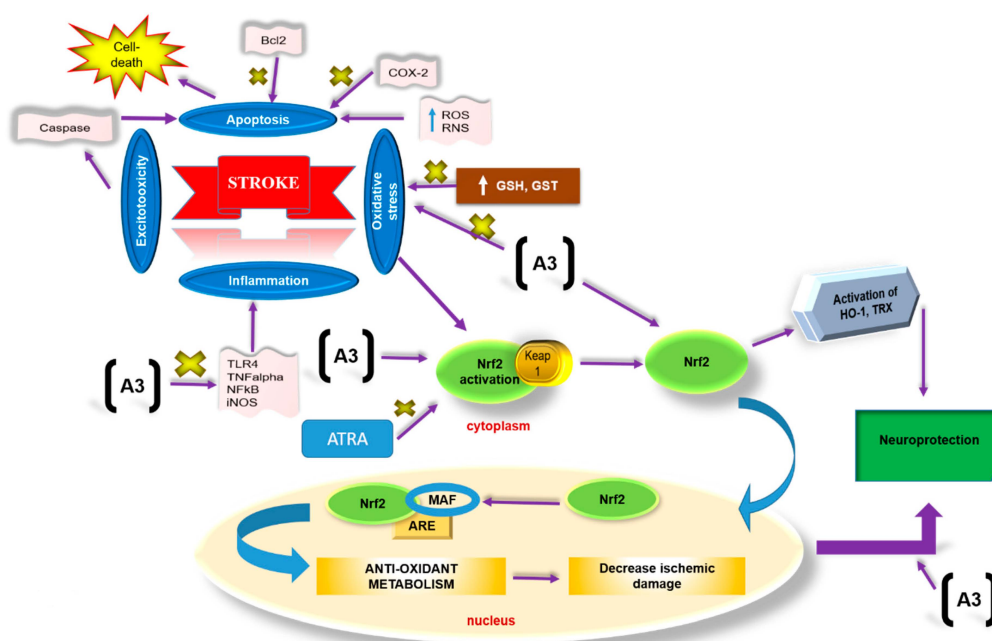 Cell-
death
Bcl2
COX-2
Caspase
Apoptosis
ROS
RNS
STROKE
Excitotooxicity
Oxidative
stress
GSH, GST
[A3]
Inflammation
Activation of
HO-1, TRX
[A3]
TLR4
TNFalpha
NFkB
iNOS
[A3]
Nrf2
activation
Keap
1
Nrf2
ATRA
cytoplasm
Neuroprotection
Nrf2
MAF
ARE
Nrf2
ANTI-OXIDANT
METABOLISM
Decrease ischemic
damage
nucleus
[A3]